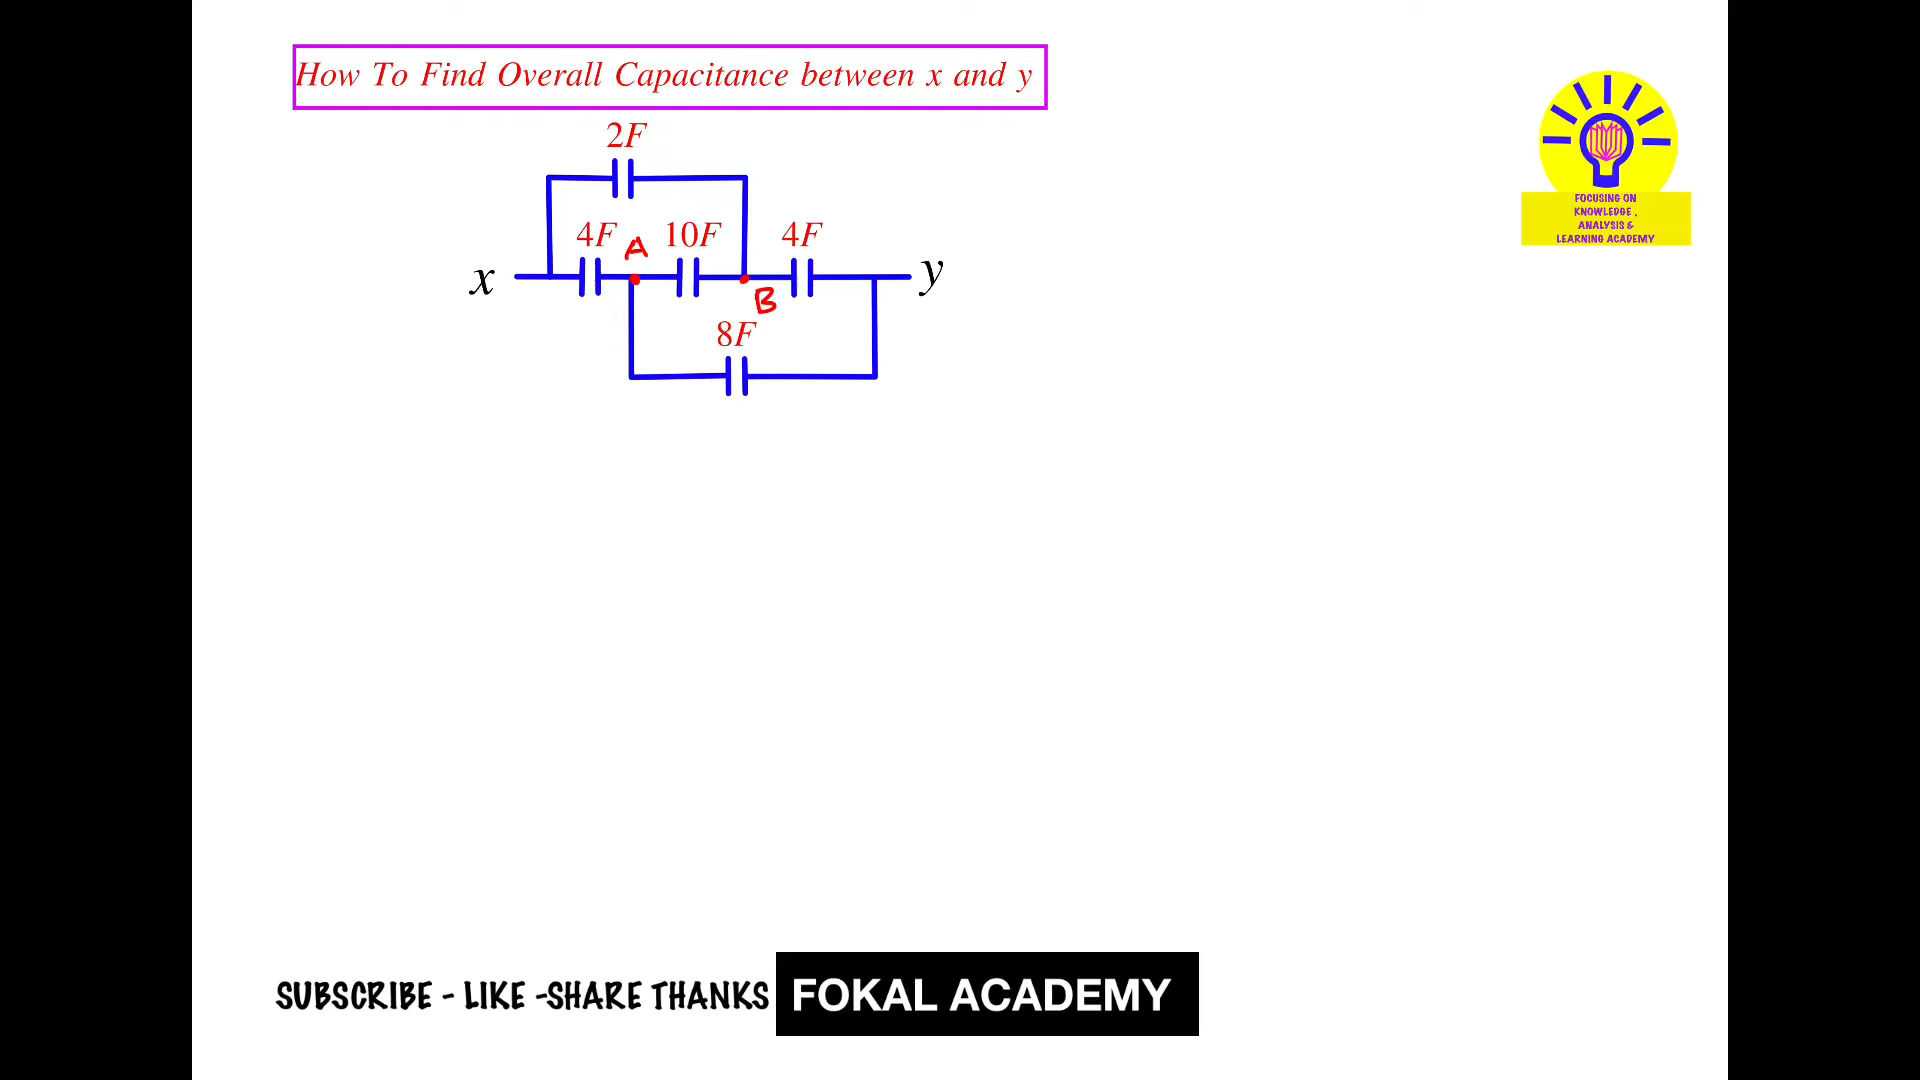 How To Find Overall Capacitance between x and y
2F
4F A 10F 4F
x y
B
8F
FOCUSING ON
KNOWLEDGE ,
ANALYSIS &
LEARNING ACADEMY
SUBSCRIBE - LIKE -SHARE THANKS FOKAL ACADEMY